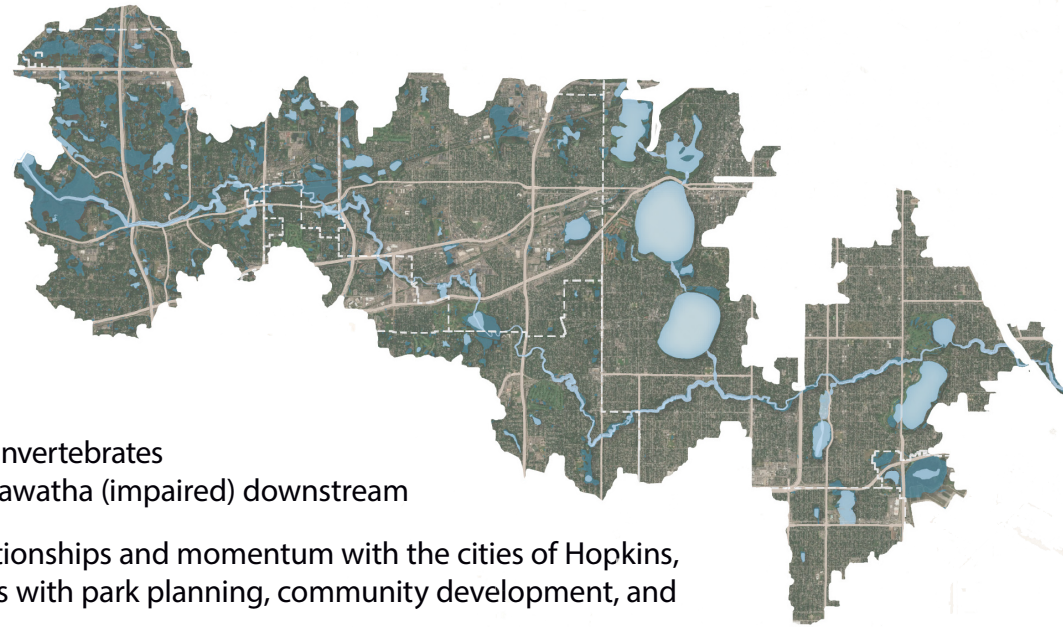 nvertebrates
awatha (impaired) downstream
tionships and momentum with the cities of Hopkins,
s with park planning, community development, and